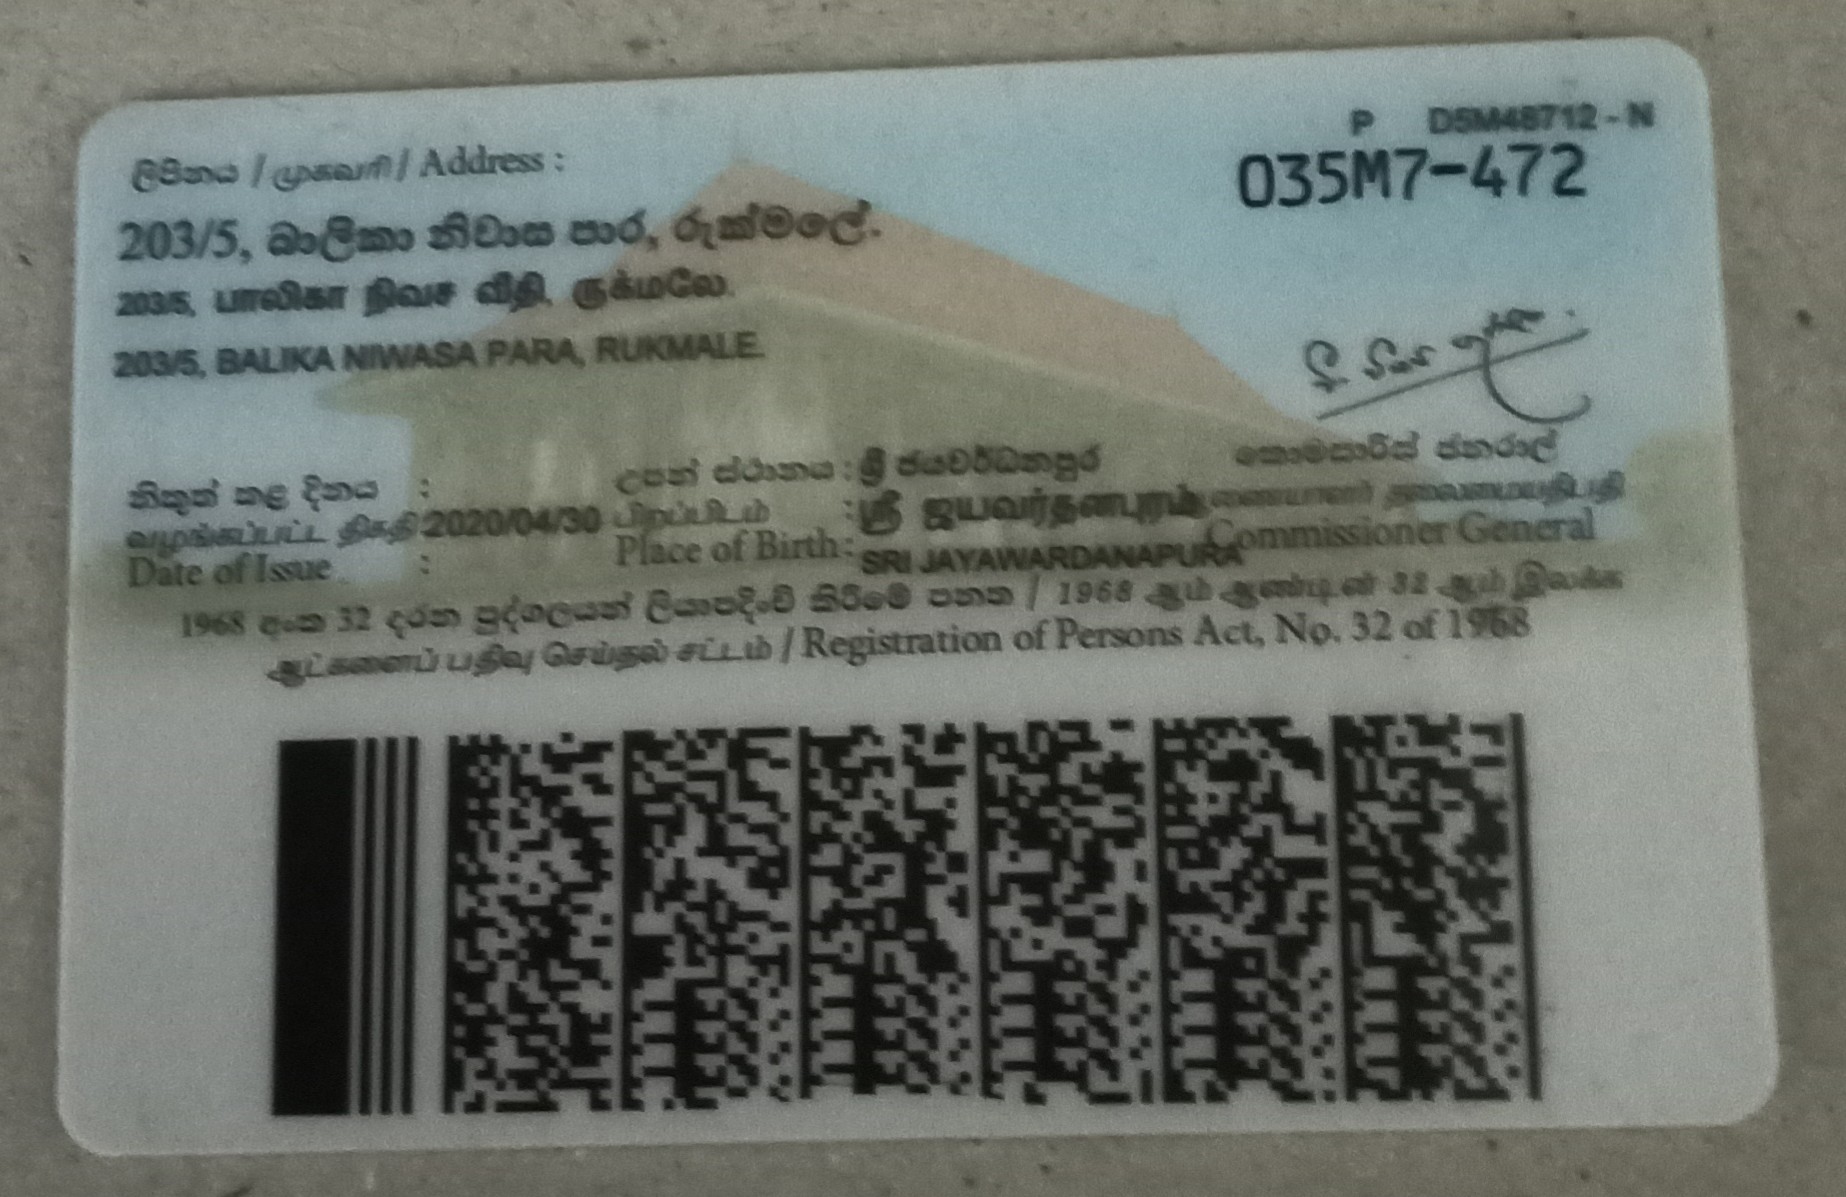 P D5M48712-N
035M7-472
ලිපිනය / முகவரி / Address :
203/5, බාලිකා නිවාස පාර, රුක්මලේ.
203/5, பாலிகா நிவச வீதி, ருக்மலே.
203/5, BALIKA NIWASA PARA, RUKMALE.
නිකුත් කළ දිනය :
வழங்கப்பட்ட திகதி 2020/04/30
Date of Issue :
උපන් ස්ථානය : ශ්‍රී ජයවර්ධනපුර
பிறப்பிடம் : ஸ்ரீ ஜயவர்தனபுரம்
Place of Birth : SRI JAYAWARDANAPURA
කොමසාරිස් ජනරාල්
ஆணையாளர் தலைமையதிபதி
Commissioner General
1968 අංක 32 දරන පුද්ගලයන් ලියාපදිංචි කිරීමේ පනත / 1968 ஆம் ஆண்டின் 32 ஆம் இலக்க
ஆட்களைப் பதிவு செய்தல் சட்டம் / Registration of Persons Act, No. 32 of 1968